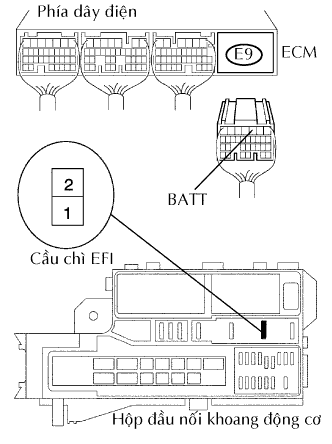 Phía dây điện
E9
ECM
BATT
2
1
Cầu chì EFI
Hộp đầu nối khoang động cơ